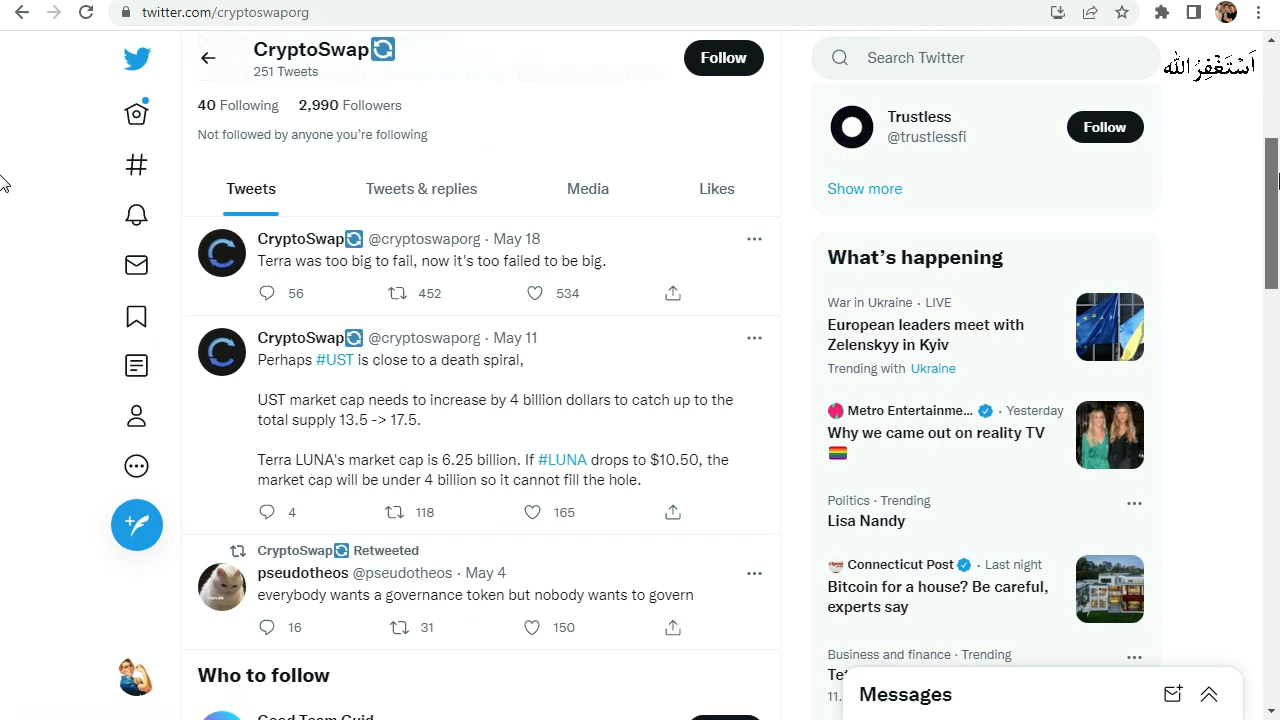 twitter.com/cryptoswaporg
CryptoSwap🔄
251 Tweets
Follow
40 Following 2,990 Followers
Not followed by anyone you're following
Tweets Tweets & replies Media Likes
CryptoSwap🔄 @cryptoswaporg · May 18
Terra was too big to fail, now it's too failed to be big.
56 452 534
CryptoSwap🔄 @cryptoswaporg · May 11
Perhaps #UST is close to a death spiral,
UST market cap needs to increase by 4 billion dollars to catch up to the
total supply 13.5 -> 17.5.
Terra LUNA's market cap is 6.25 billion. If #LUNA drops to $10.50, the
market cap will be under 4 billion so it cannot fill the hole.
4 118 165
CryptoSwap🔄 Retweeted
pseudotheos @pseudotheos · May 4
everybody wants a governance token but nobody wants to govern
16 31 150
Who to follow
Search Twitter
أَسْتَغْفِرُ اللّٰه
Trustless
@trustlessfi
Follow
Show more
What's happening
War in Ukraine · LIVE
European leaders meet with
Zelenskyy in Kyiv
Trending with Ukraine
Metro Entertainme... · Yesterday
Why we came out on reality TV
🏳️‍🌈
Politics · Trending
Lisa Nandy
Connecticut Post · Last night
Bitcoin for a house? Be careful,
experts say
Business and finance · Trending
Messages